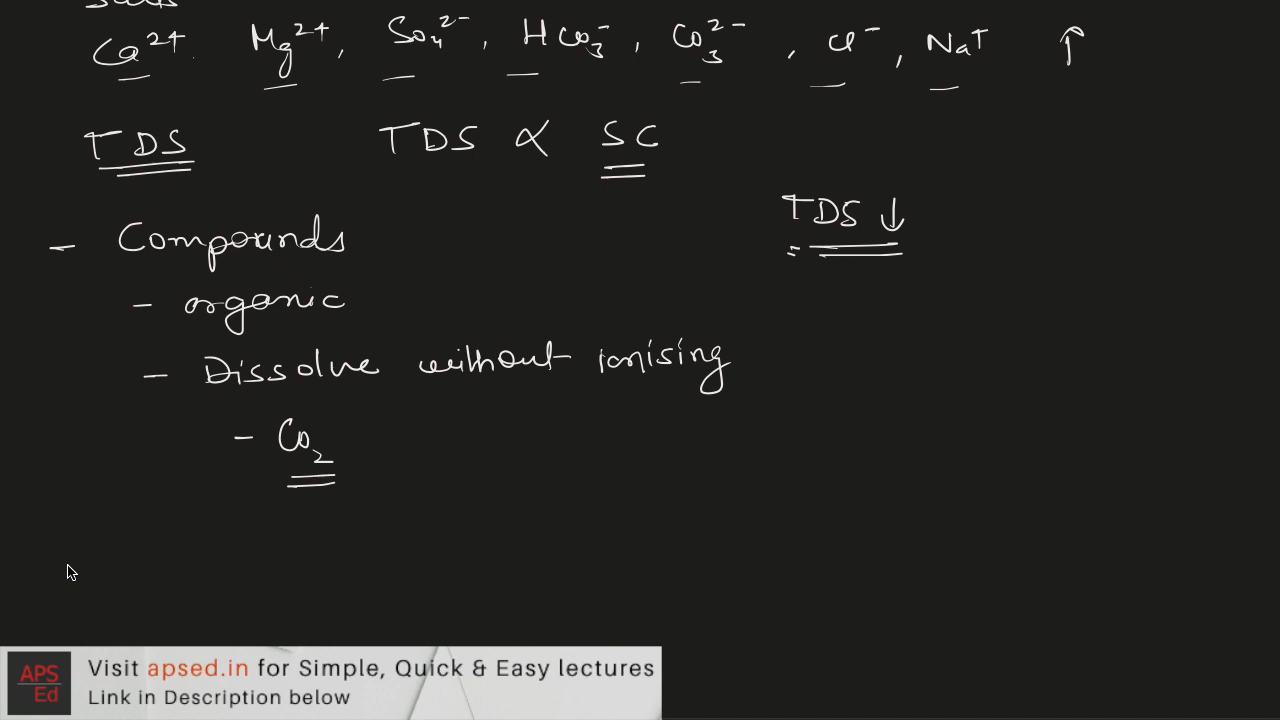 Ca²⁺ Mg²⁺, SO₄²⁻, HCO₃⁻, CO₃²⁻, Cl⁻, Na⁺ ↑
TDS TDS ∝ SC
TDS ↓
- Compounds
- organic
- Dissolve without ionising
- CO₂
APS Ed
Visit apsed.in for Simple, Quick & Easy lectures
Link in Description below